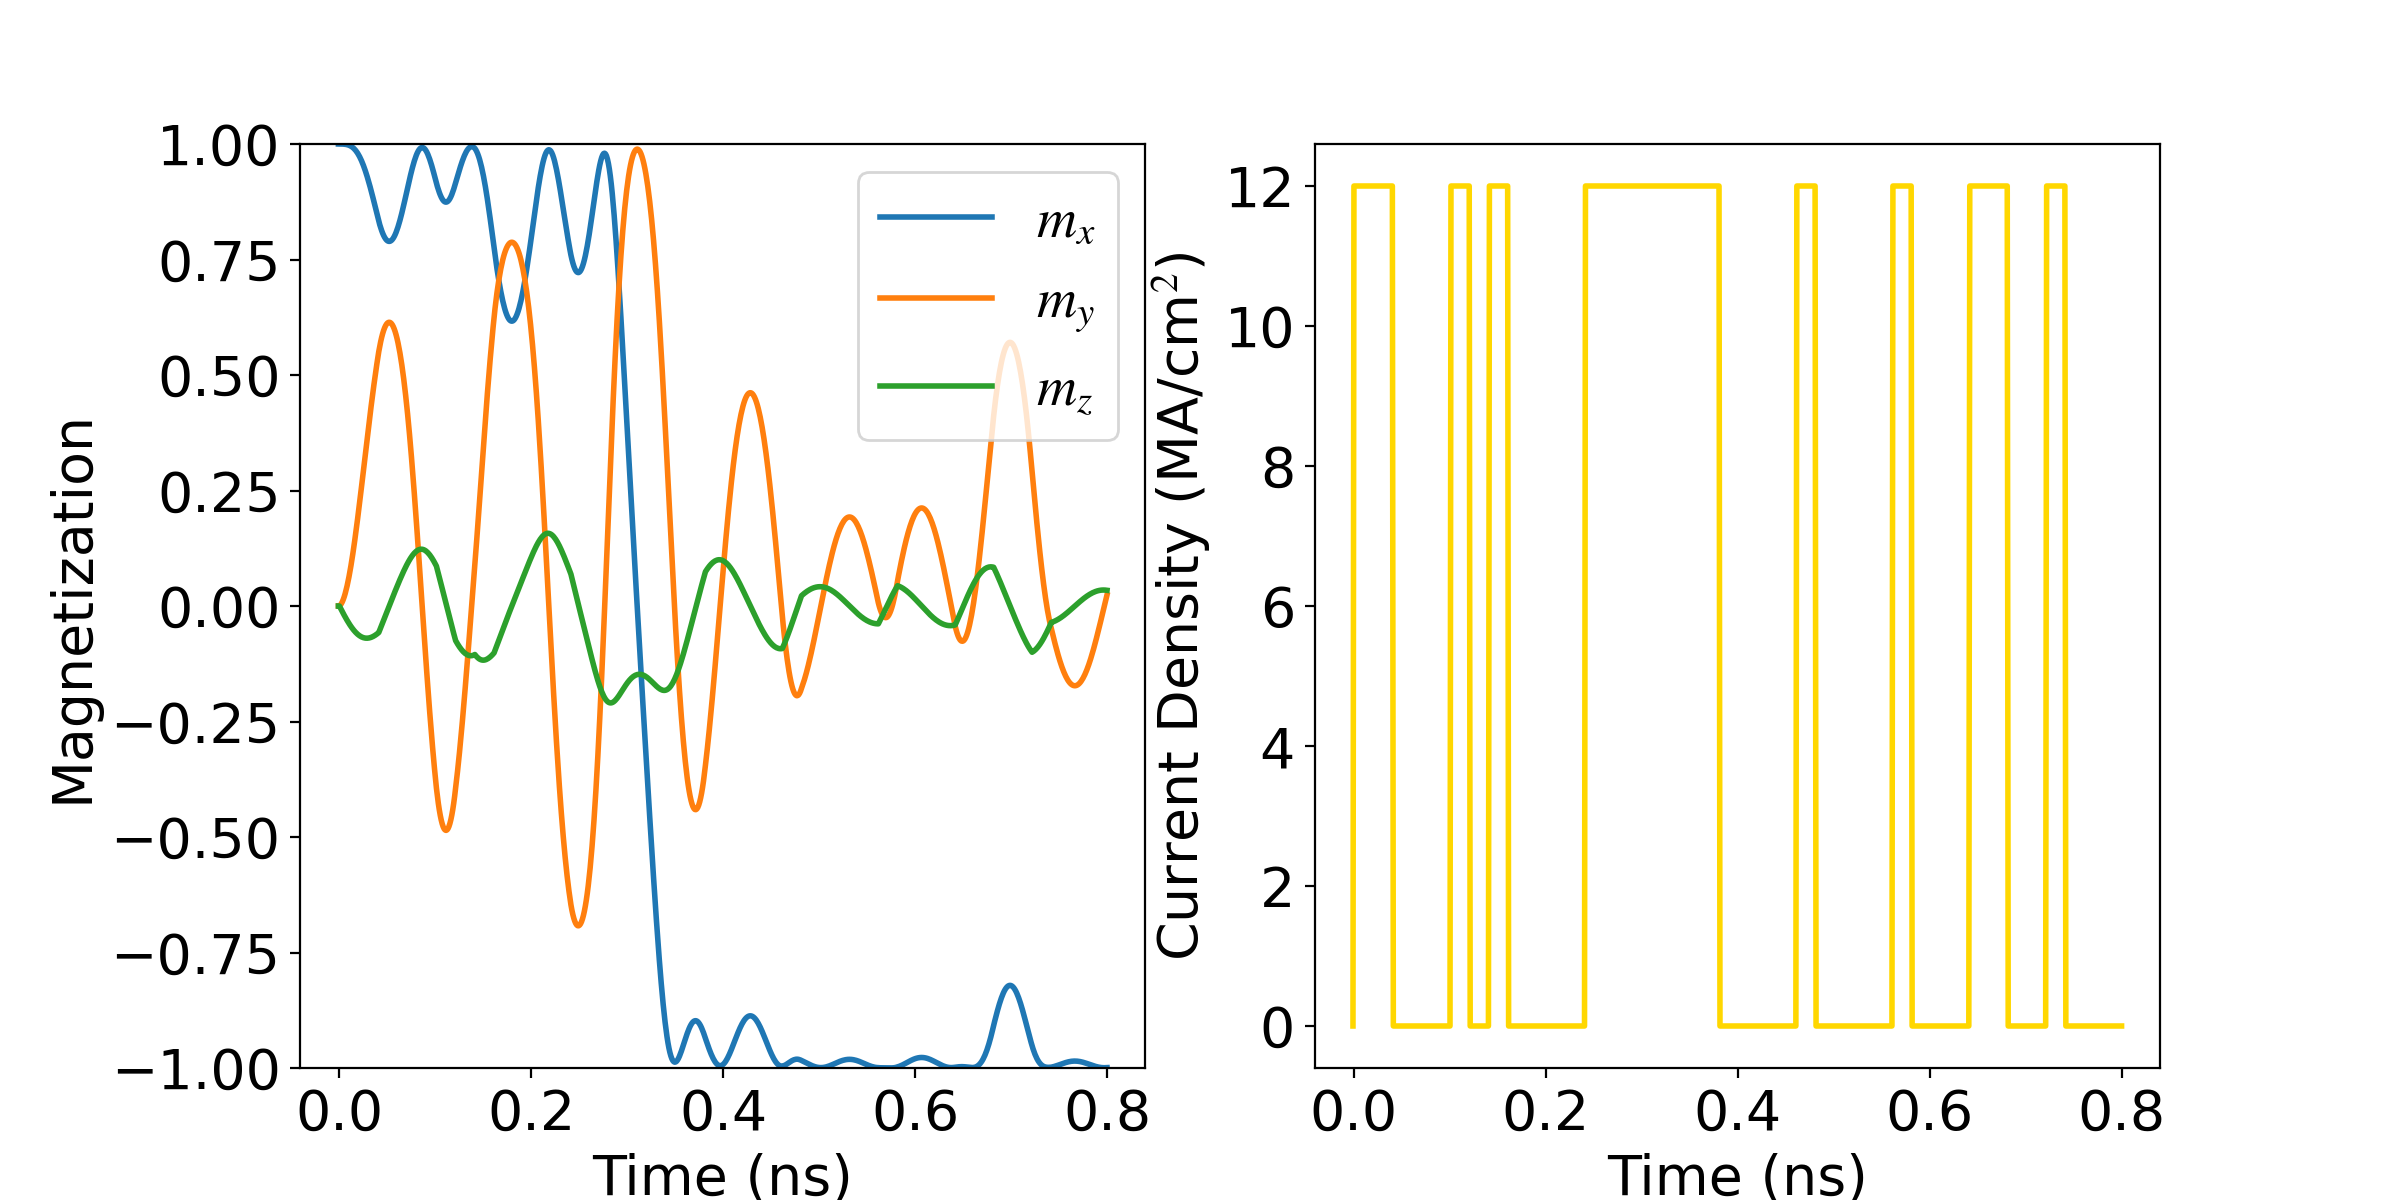 Magnetization
1.00
0.75
0.50
0.25
0.00
−0.25
−0.50
−0.75
−1.00
0.0 0.2 0.4 0.6 0.8
Time (ns)
m_x
m_y
m_z
Current Density (MA/cm²)
12
10
8
6
4
2
0
0.0 0.2 0.4 0.6 0.8
Time (ns)